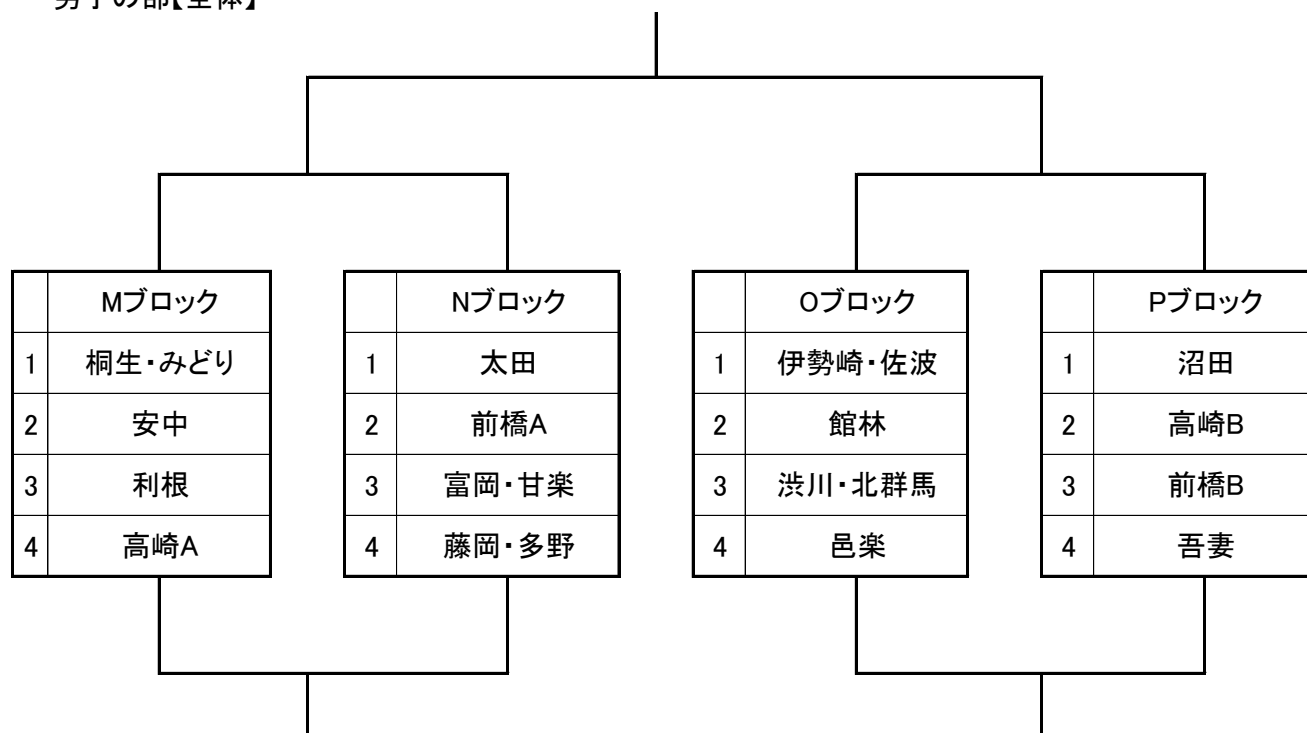 男子の部【全体】
Mブロック Nブロック Oブロック Pブロック
1 桐生・みどり 1 太田 1 伊勢崎・佐波 1 沼田
2 安中 2 前橋A 2 館林 2 高崎B
3 利根 3 富岡・甘楽 3 渋川・北群馬 3 前橋B
4 高崎A 4 藤岡・多野 4 邑楽 4 吾妻